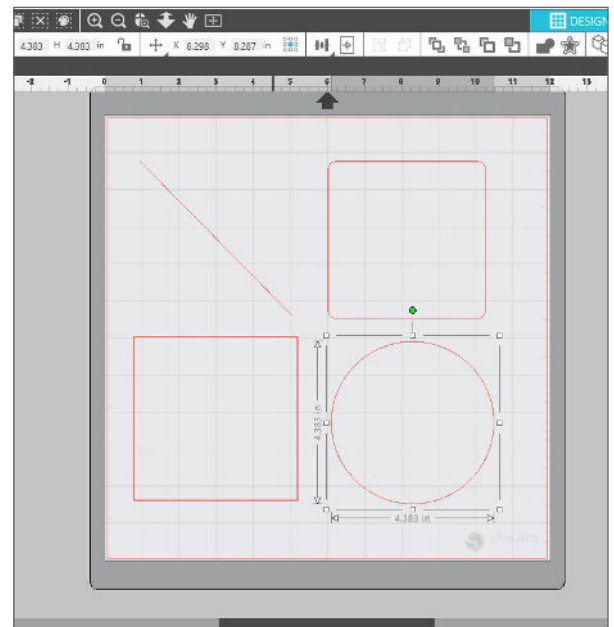 DESIGN
4.383 H 4.383 in X 8.298 Y 8.287 in
-2 -1 0 1 2 3 4 5 6 7 8 9 10 11 12 13
4.383 in
4.383 in
silhouette